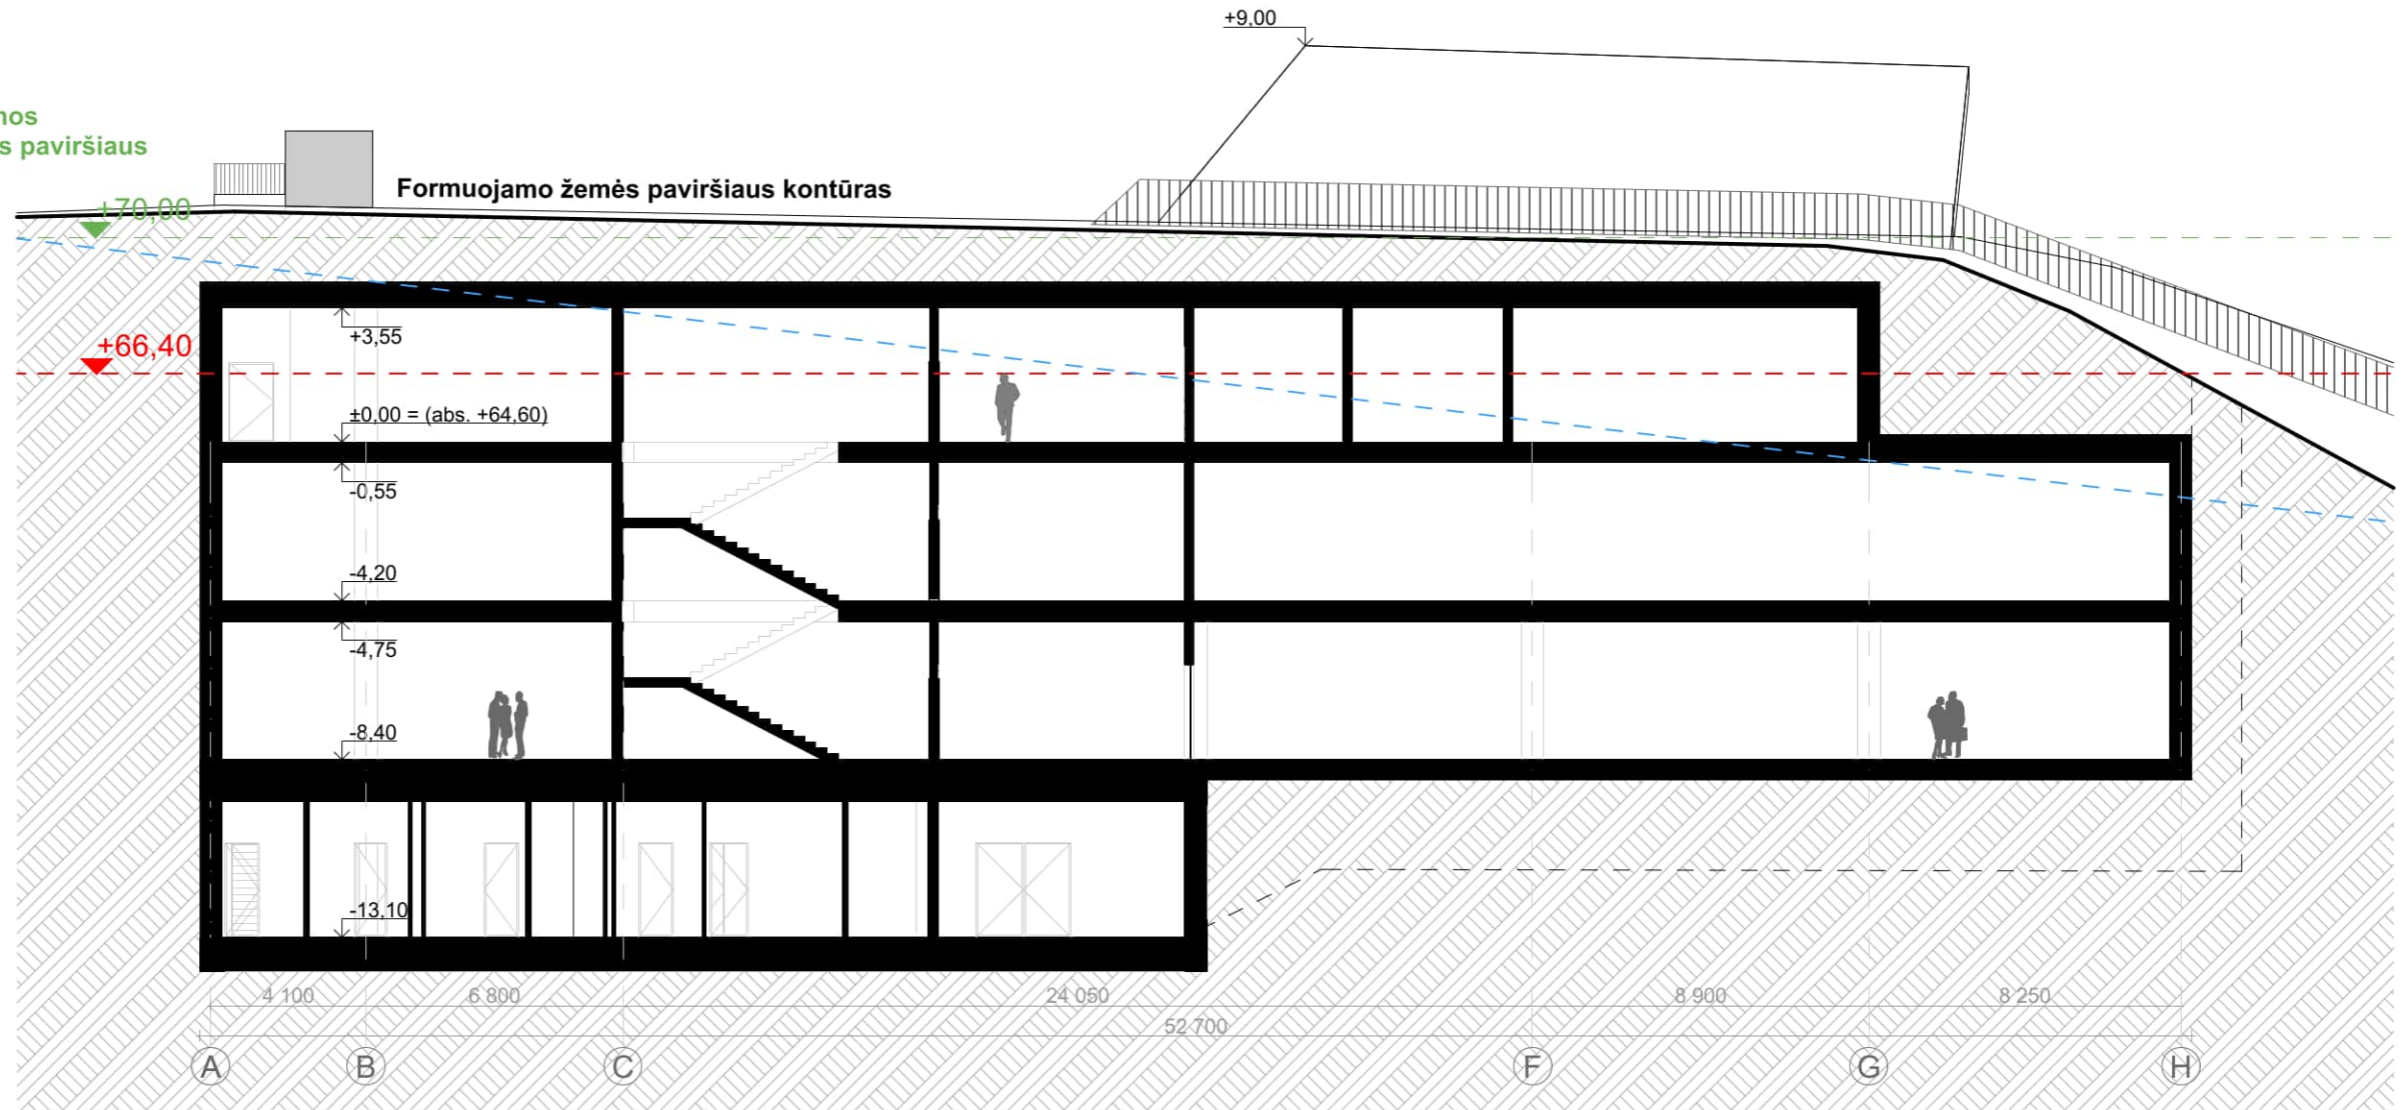 +9,00
nos
s paviršiaus
Formuojamo žemės paviršiaus kontūras
+70,00
+3,55
+66,40
±0,00 = (abs. +64,60)
-0,55
-4,20
-4,75
-8,40
-13,10
4 100 6 800 24 050 8 900 8 250
52 700
A B C F G H